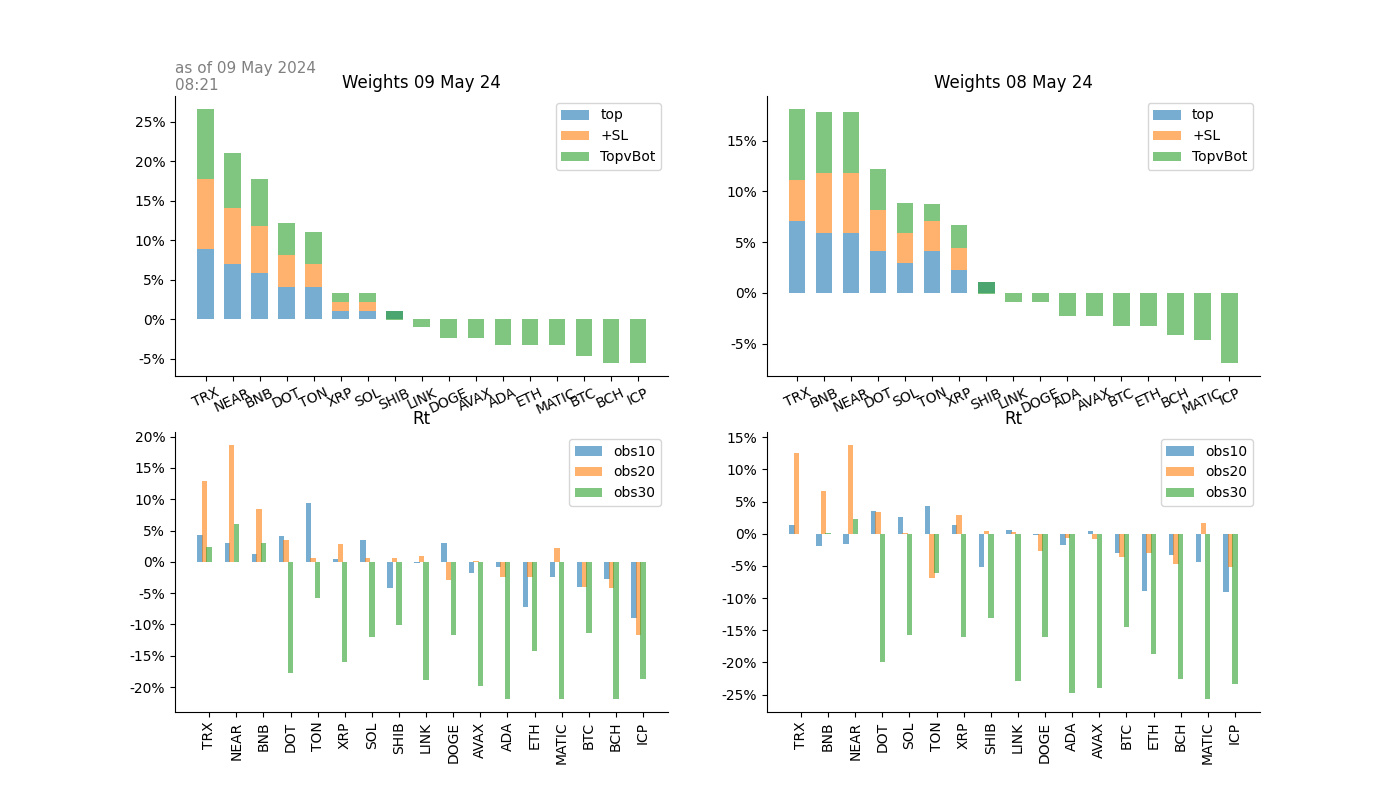 as of 09 May 2024
08:21
Weights 09 May 24
25%
20%
15%
10%
5%
0%
-5%
top
+SL
TopvBot
TRX NEAR BNB DOT TON XRP SOL SHIB LINK DOGE AVAX ADA ETH MATIC BTC BCH ICP
Weights 08 May 24
15%
10%
5%
0%
-5%
top
+SL
TopvBot
TRX BNB NEAR DOT SOL TON XRP SHIB LINK DOGE ADA AVAX BTC ETH BCH MATIC ICP
Rt
20%
15%
10%
5%
0%
-5%
-10%
-15%
-20%
obs10
obs20
obs30
TRX NEAR BNB DOT TON XRP SOL SHIB LINK DOGE AVAX ADA ETH MATIC BTC BCH ICP
Rt
15%
10%
5%
0%
-5%
-10%
-15%
-20%
-25%
obs10
obs20
obs30
TRX BNB NEAR DOT SOL TON XRP SHIB LINK DOGE ADA AVAX BTC ETH BCH MATIC ICP